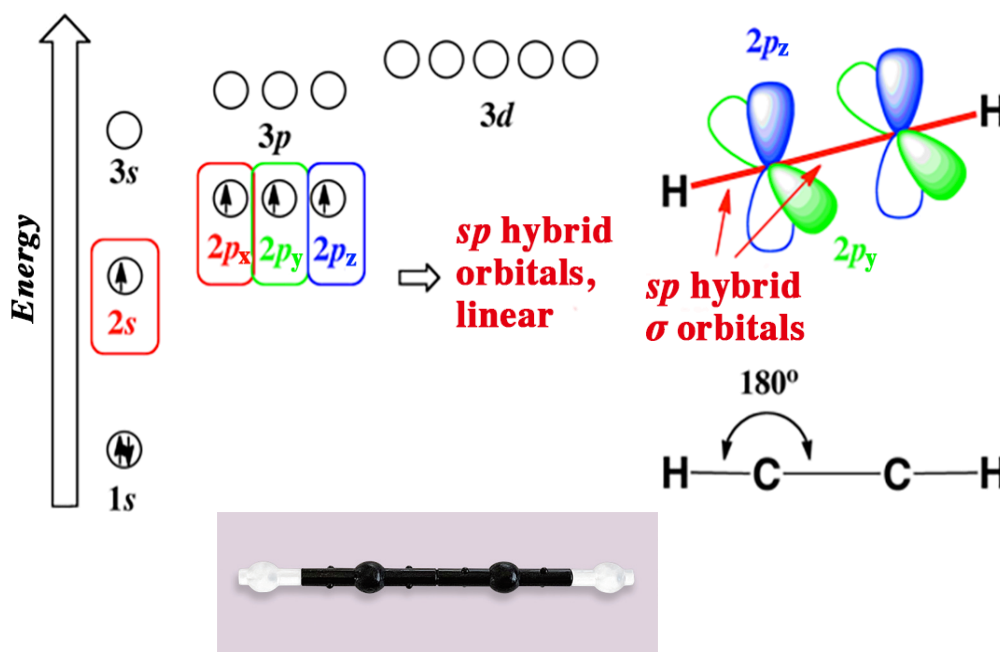 Energy
3s
3p
3d
2s
2px
2py
2pz
1s
sp hybrid
orbitals,
linear
2pz
H
H
2py
sp hybrid
σ orbitals
180º
H C C H